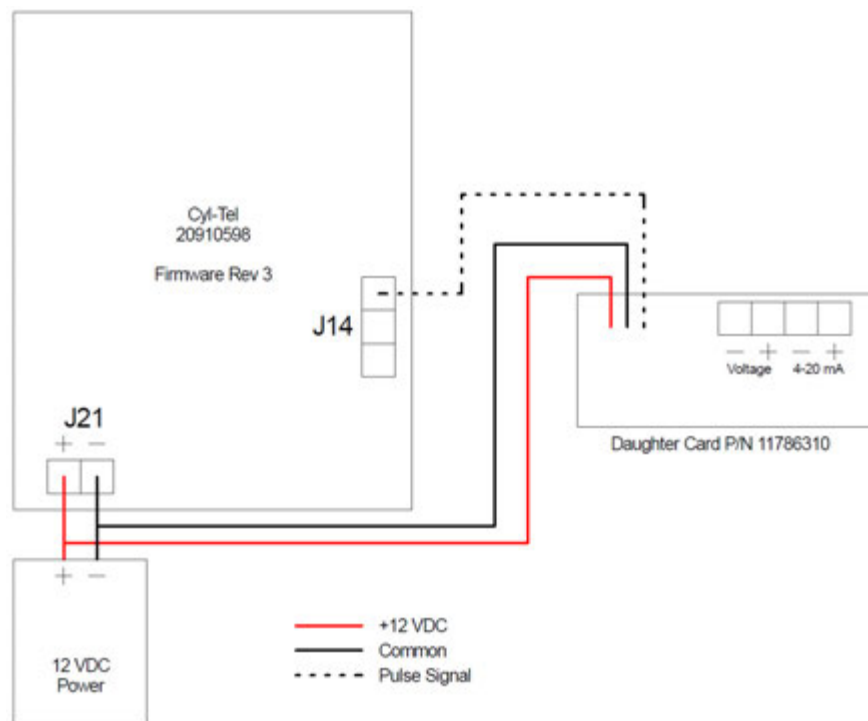 Cyl-Tel
20910598
Firmware Rev 3
J14
J21
+ −
− + − +
Voltage 4-20 mA
Daughter Card P/N 11786310
+ −
12 VDC
Power
+12 VDC
Common
Pulse Signal